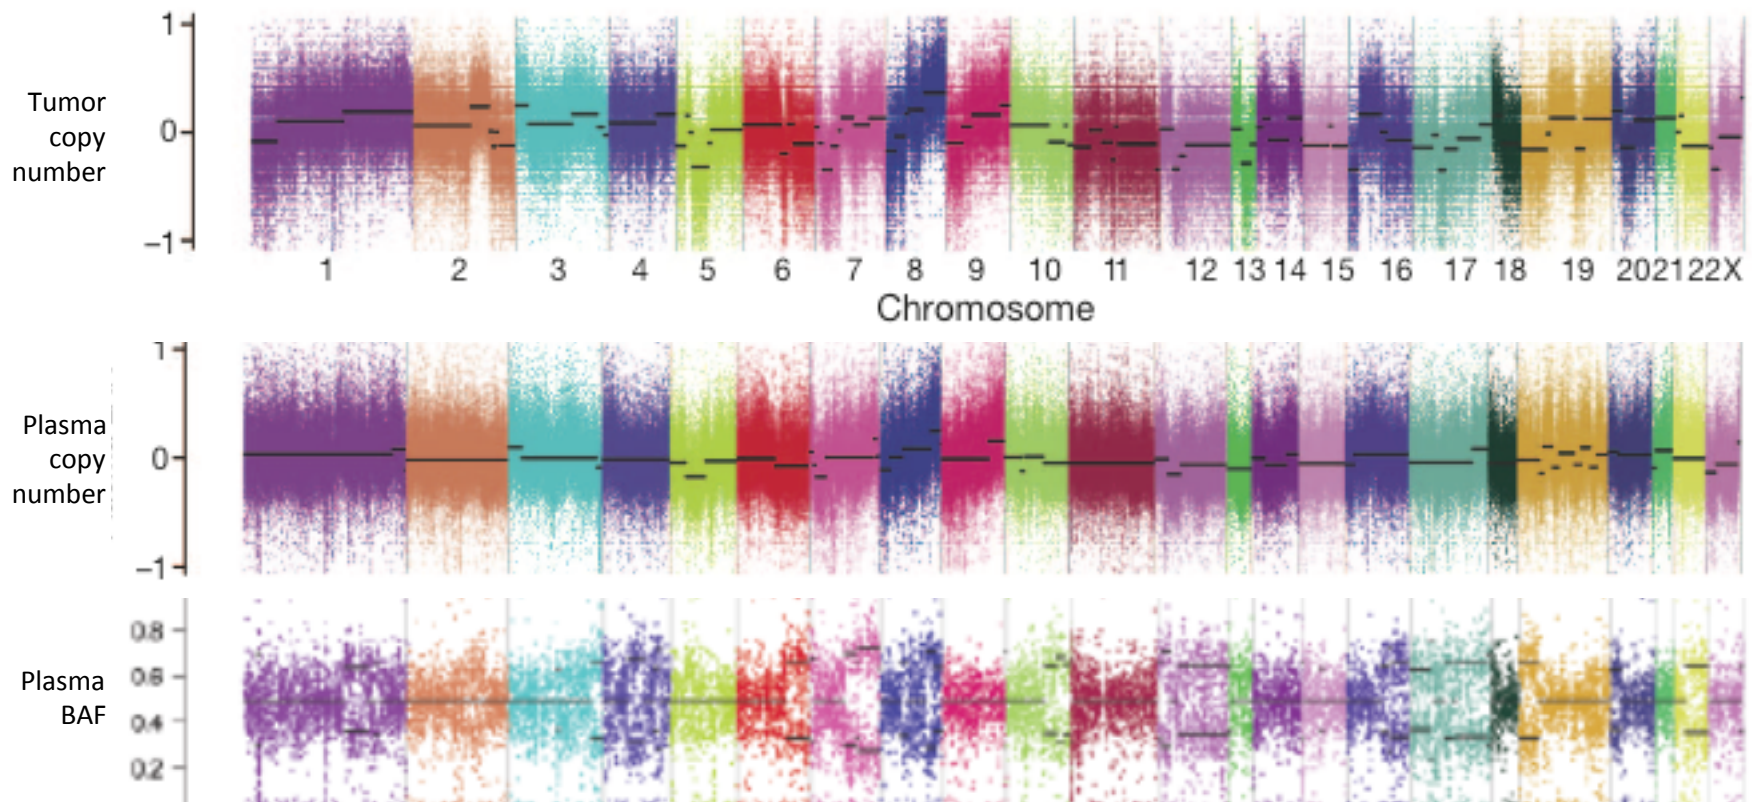 1
Tumor
copy
number
0
−1
1 2 3 4 5 6 7 8 9 10 11 12 13 14 15 16 17 18 19 20 21 22 X
Chromosome
1
Plasma
copy
number
0
−1
0.8
0.6
Plasma
BAF
0.4
0.2